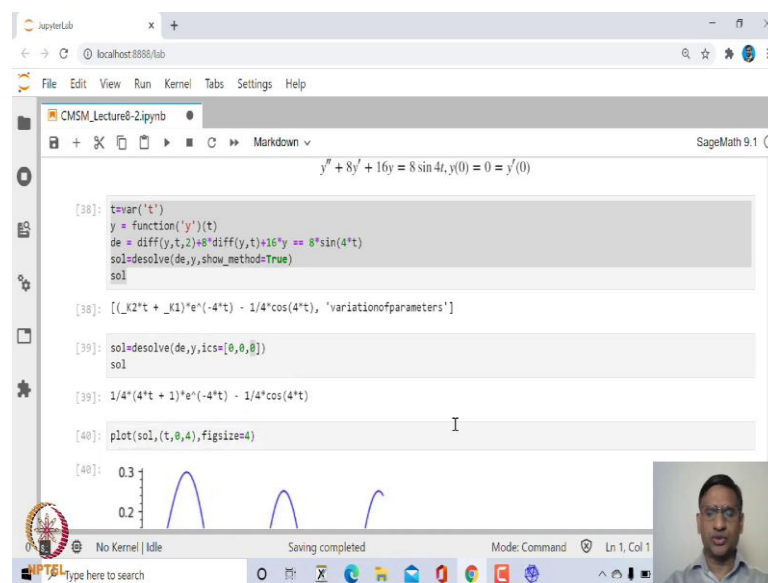 JupyterLab
localhost:8888/lab
File Edit View Run Kernel Tabs Settings Help
CMSM_Lecture8-2.ipynb
Markdown
SageMath 9.1
y'' + 8y' + 16y = 8 sin 4t, y(0) = 0 = y'(0)
[38]: t=var('t')
y = function('y')(t)
de = diff(y,t,2)+8*diff(y,t)+16*y == 8*sin(4*t)
sol=desolve(de,y,show_method=True)
sol
[38]: [(_K2*t + _K1)*e^(-4*t) - 1/4*cos(4*t), 'variationofparameters']
[39]: sol=desolve(de,y,ics=[0,0,0])
sol
[39]: 1/4*(4*t + 1)*e^(-4*t) - 1/4*cos(4*t)
[40]: plot(sol,(t,0,4),figsize=4)
[40]: 0.3
0.2
No Kernel | Idle Saving completed Mode: Command Ln 1, Col 1
NPTEL
Type here to search